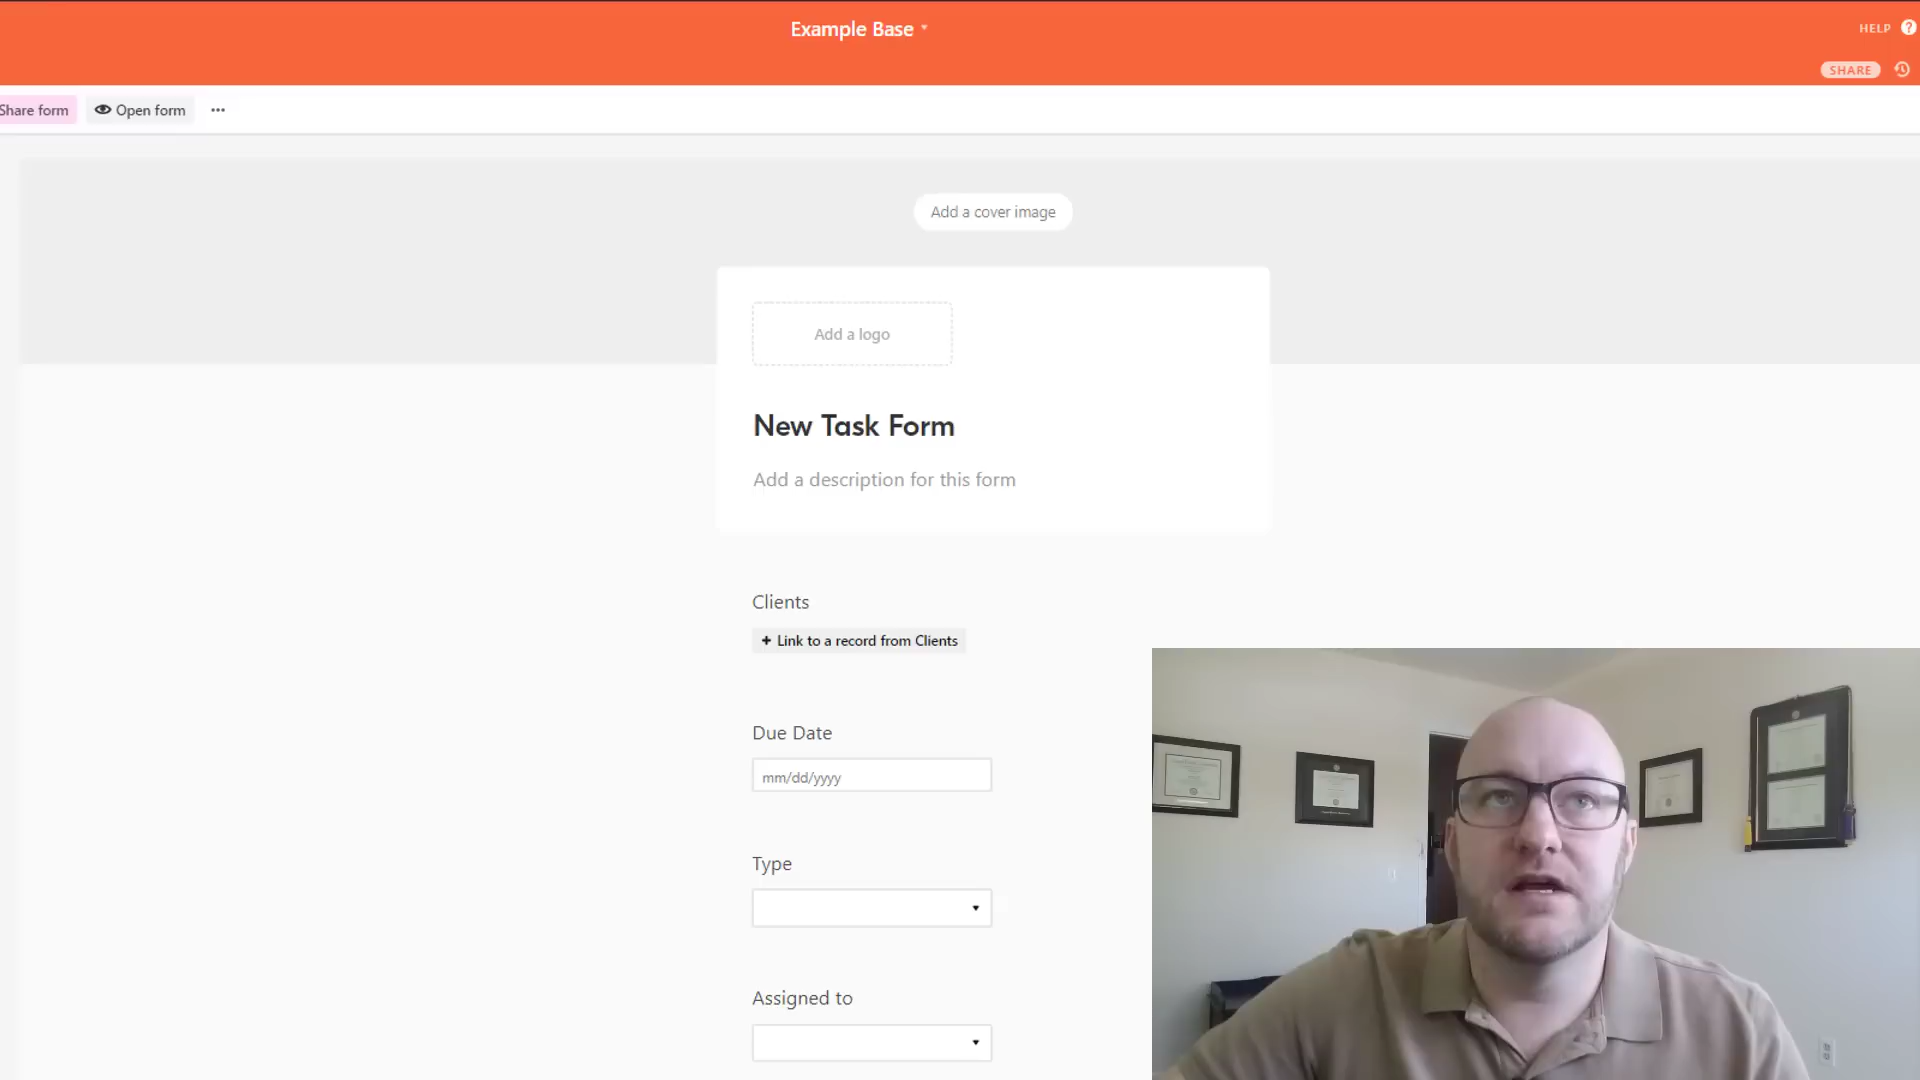 Example Base
HELP
SHARE
Share form
Open form
Add a cover image
Add a logo
New Task Form
Add a description for this form
Clients
+ Link to a record from Clients
Due Date
mm/dd/yyyy
Type
Assigned to